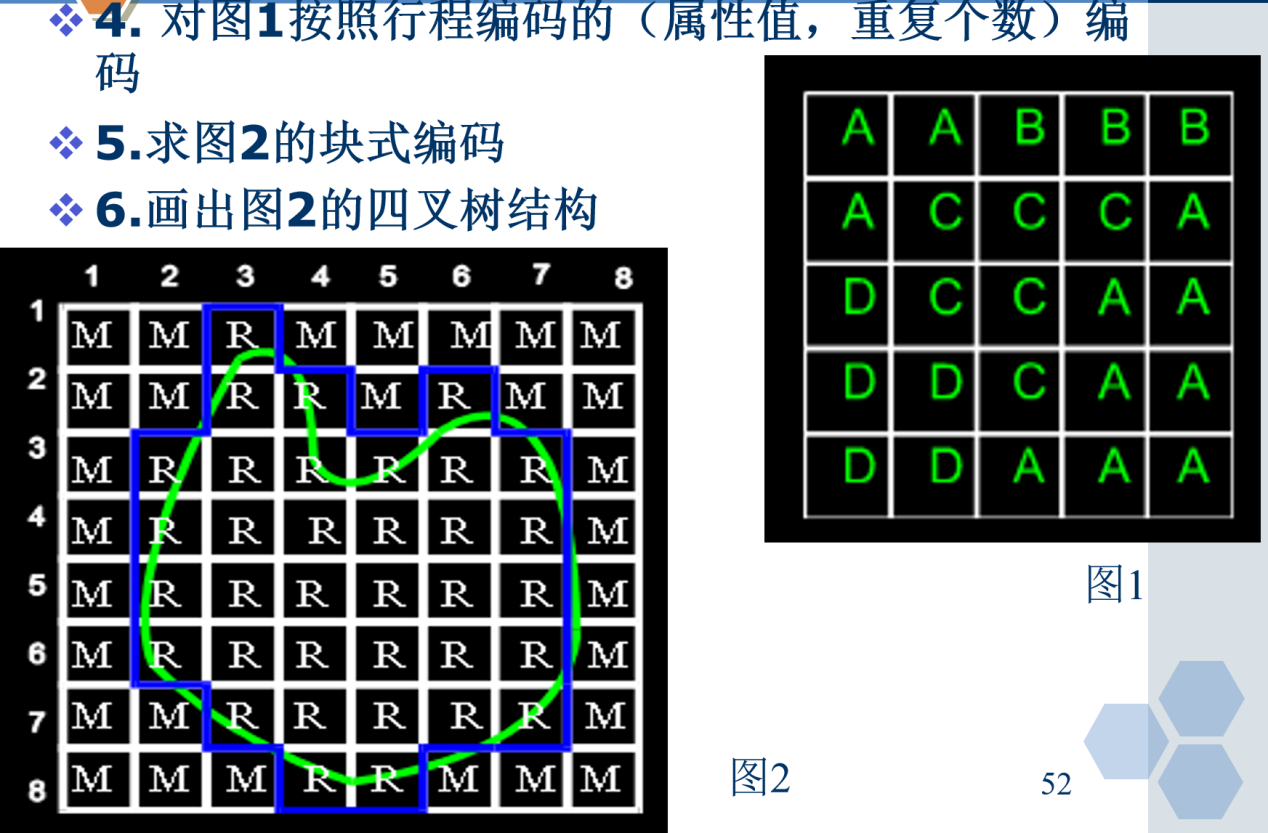 4. 对图1按照行程编码的（属性值，重复个数）编
码
5.求图2的块式编码
6.画出图2的四叉树结构
A A B B B
A C C C A
D C C A A
D D C A A
D D A A A
图1
1 2 3 4 5 6 7 8
1 M M R M M M M M
2 M M R R M R M M
3 M R R R R R R M
4 M R R R R R R M
5 M R R R R R R M
6 M R R R R R R M
7 M M R R R R R M
8 M M M R R M M M
图2
52